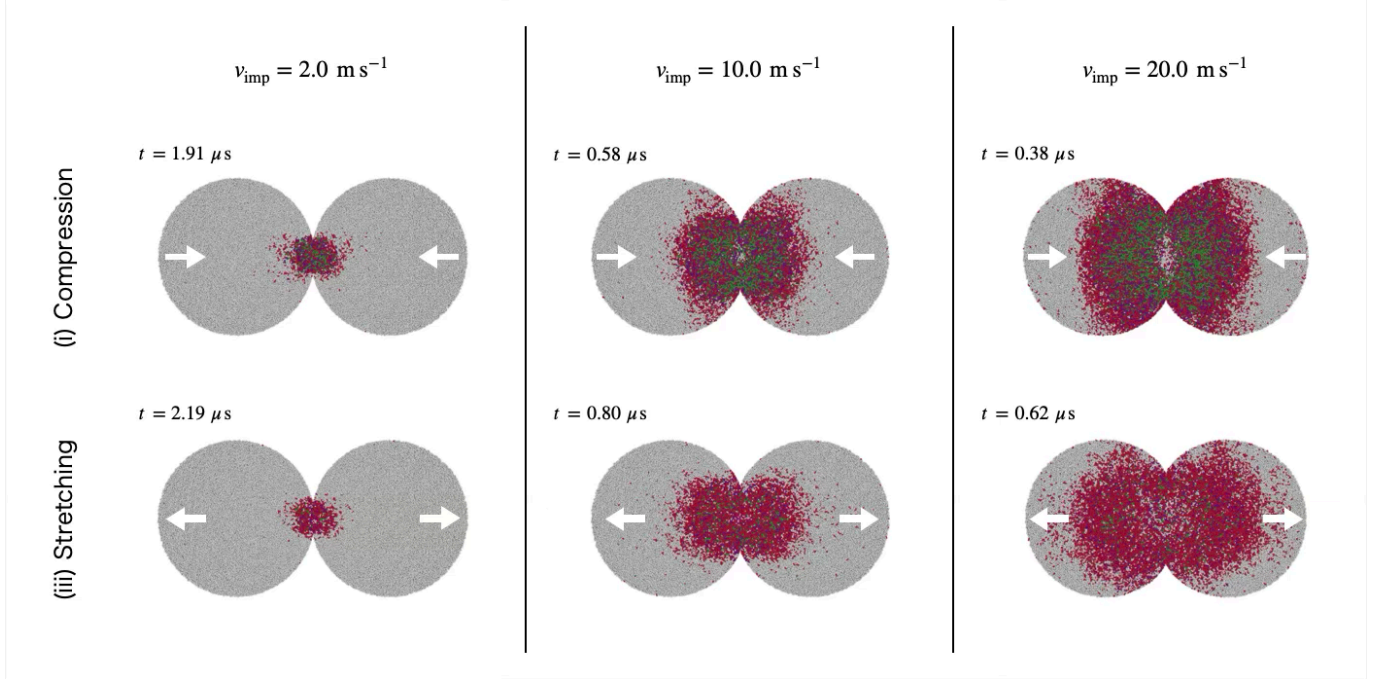 v_imp = 2.0 m s⁻¹
v_imp = 10.0 m s⁻¹
v_imp = 20.0 m s⁻¹
(i) Compression
t = 1.91 μs
t = 0.58 μs
t = 0.38 μs
(iii) Stretching
t = 2.19 μs
t = 0.80 μs
t = 0.62 μs